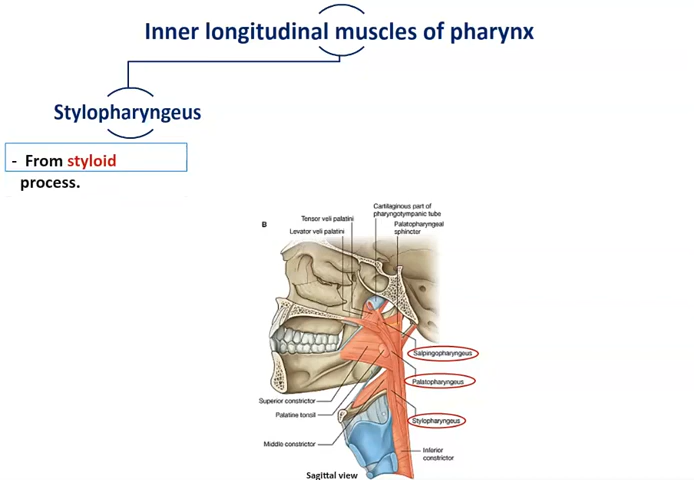 Inner longitudinal muscles of pharynx
Stylopharyngeus
- From styloid
process.
B
Cartilaginous part of
pharyngotympanic tube
Tensor veli palatini
Palatopharyngeal
sphincter
Levator veli palatini
Salpingopharyngeus
Palatopharyngeus
Superior constrictor
Palatine tonsil
Stylopharyngeus
Middle constrictor
Inferior
constrictor
Sagittal view